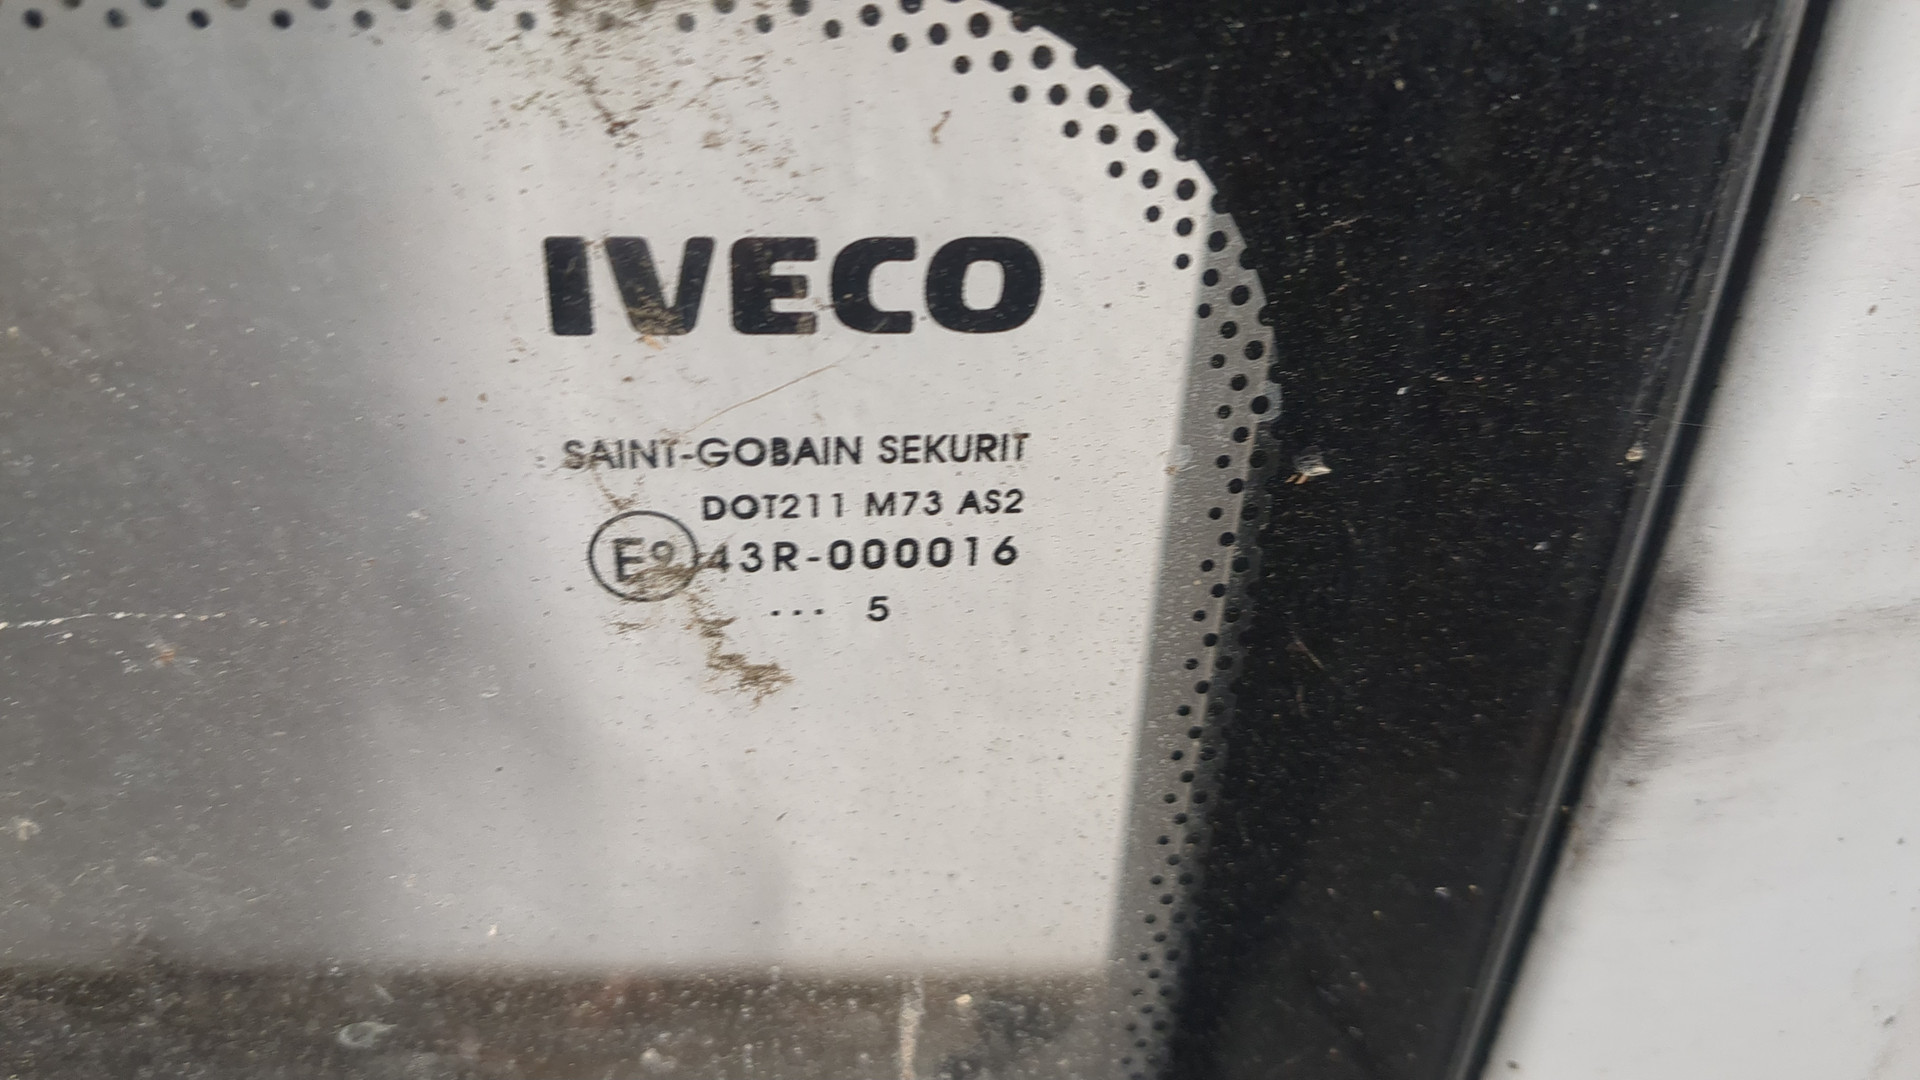 IVECO
SAINT-GOBAIN SEKURIT
DOT211 M73 AS2
E9 43R-000016
... 5